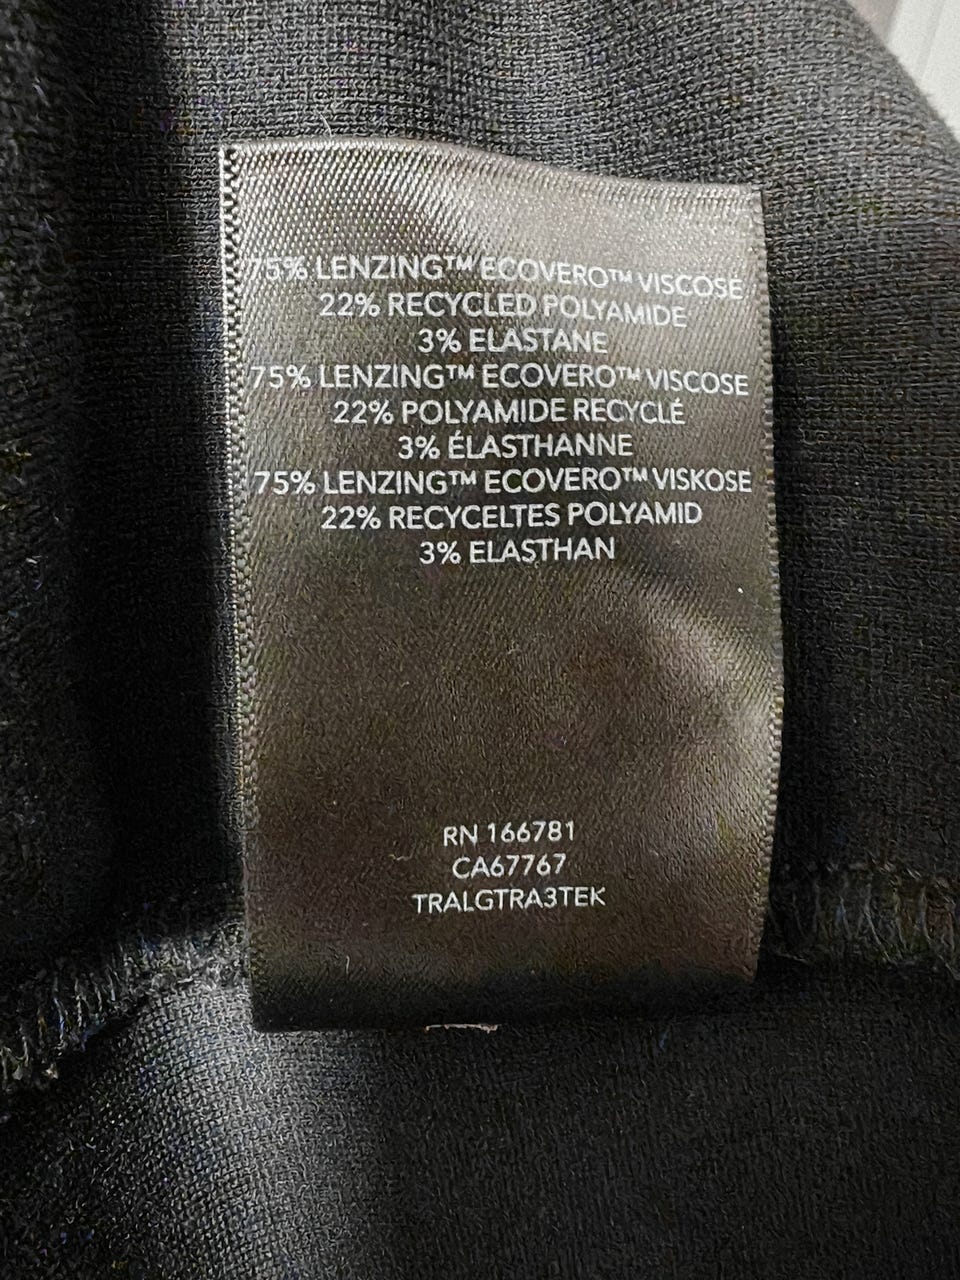 75% LENZING™ ECOVERO™ VISCOSE
22% RECYCLED POLYAMIDE
3% ELASTANE
75% LENZING™ ECOVERO™ VISCOSE
22% POLYAMIDE RECYCLÉ
3% ÉLASTHANNE
75% LENZING™ ECOVERO™ VISKOSE
22% RECYCELTES POLYAMID
3% ELASTHAN
RN 166781
CA67767
TRALGTRA3TEK